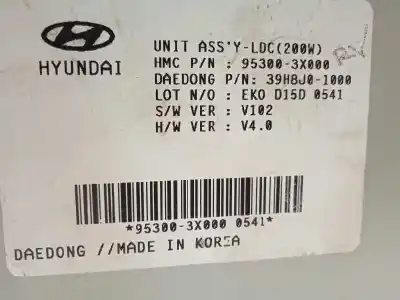 UNIT ASS'Y-LDC(200W)
HYUNDAI
HMC P/N : 95300-3X000
DAEDONG P/N: 39H8J0-1000
LOT N/O : EKO D15D 0541
S/W VER : V102
H/W VER : V4.0
*95300-3X000 0541*
DAEDONG //MADE IN KOREA